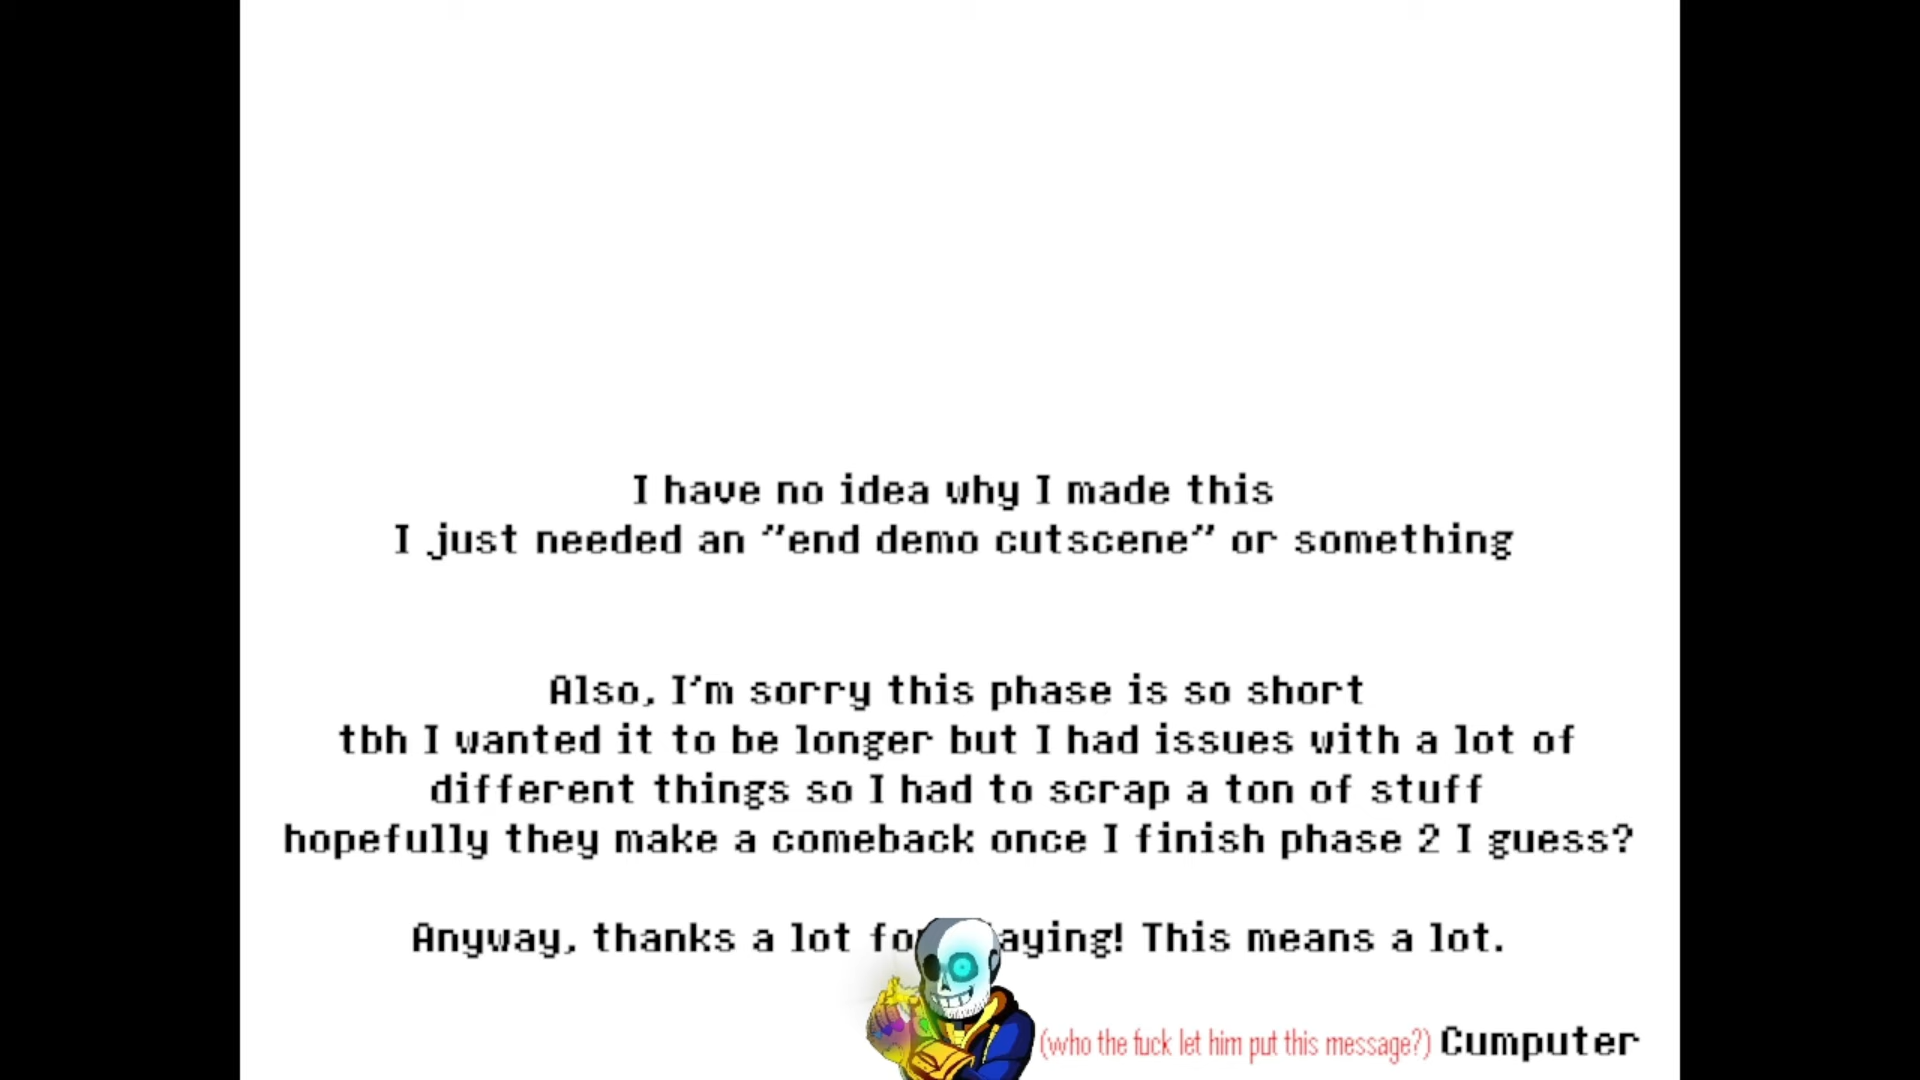 I have no idea why I made this
I just needed an "end demo cutscene" or something
Also, I'm sorry this phase is so short
tbh I wanted it to be longer but I had issues with a lot of
different things so I had to scrap a ton of stuff
hopefully they make a comeback once I finish phase 2 I guess?
Anyway, thanks a lot aying! This means a lot.
(who the fuck let him put this message?) Cumputer